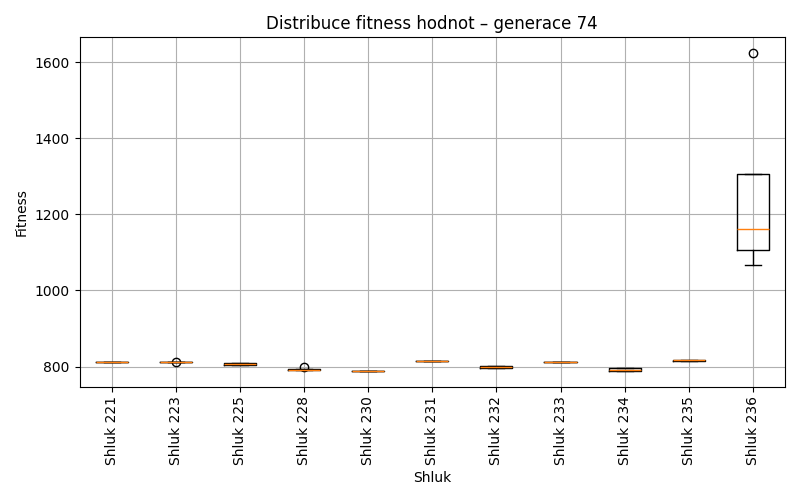 Distribuce fitness hodnot – generace 74
Fitness
1600
1400
1200
1000
800
Shluk 221
Shluk 223
Shluk 225
Shluk 228
Shluk 230
Shluk 231
Shluk 232
Shluk 233
Shluk 234
Shluk 235
Shluk 236
Shluk